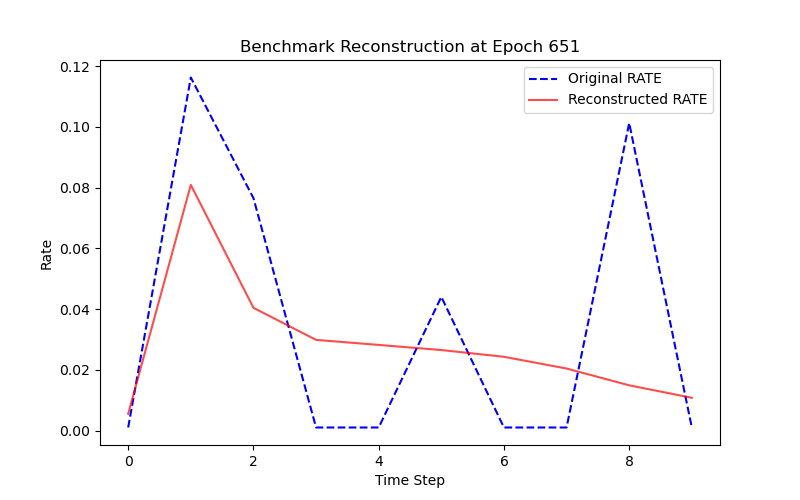 Benchmark Reconstruction at Epoch 651
Original RATE
Reconstructed RATE
0.12
0.10
0.08
0.06
0.04
0.02
0.00
Rate
0 2 4 6 8
Time Step